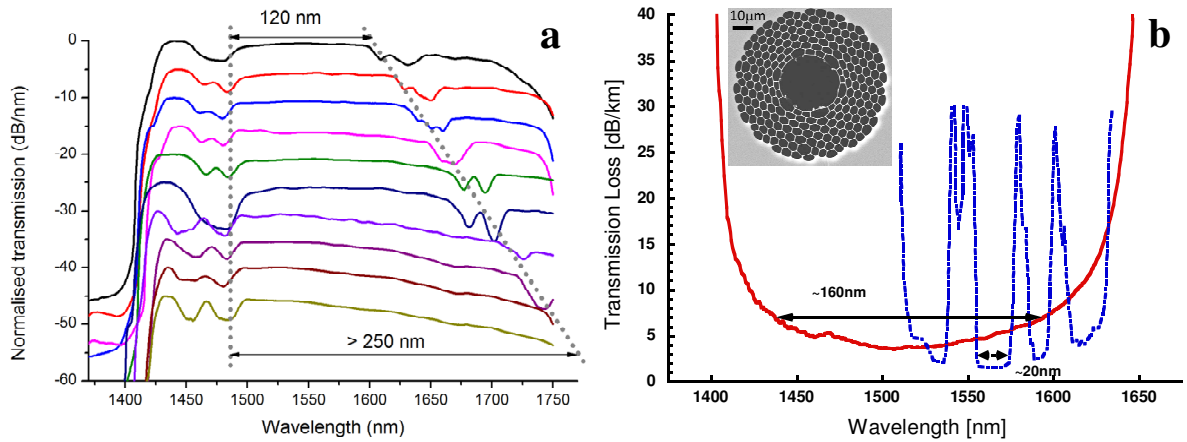 a
120 nm
> 250 nm
Normalised transmission (dB/nm)
0
-10
-20
-30
-40
-50
-60
1400 1450 1500 1550 1600 1650 1700 1750
Wavelength (nm)
b
10µm
~160nm
~20nm
Transmission Loss [dB/km]
40
35
30
25
20
15
10
5
0
1400 1450 1500 1550 1600 1650
Wavelength [nm]